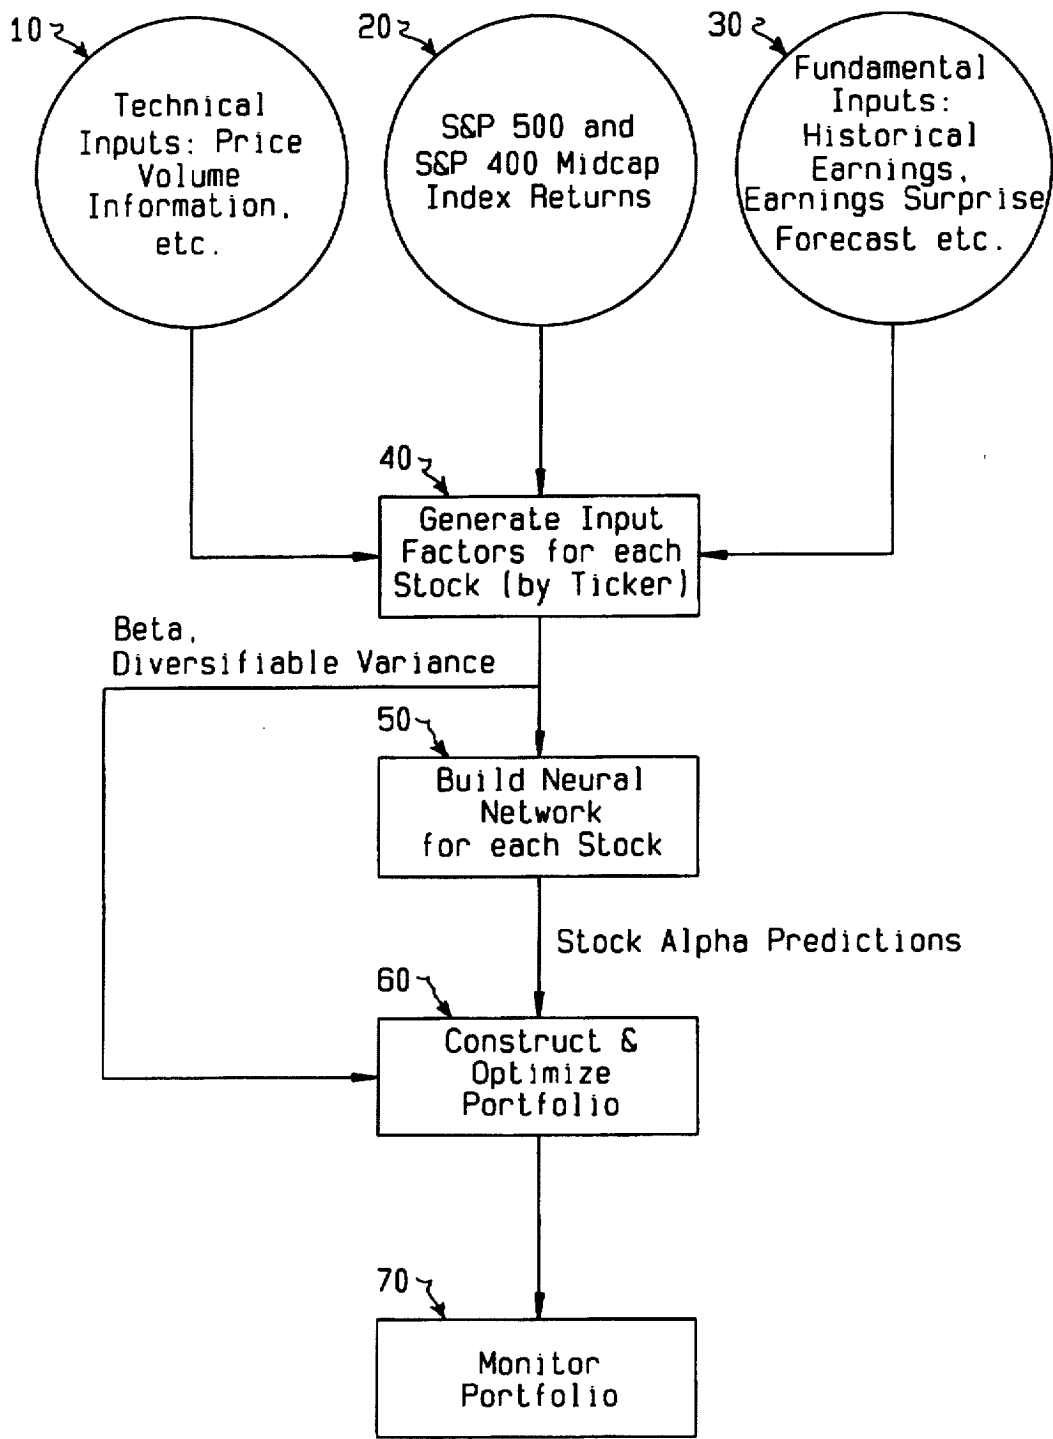 10
Technical
Inputs: Price
Volume
Information,
etc.
20
S&P 500 and
S&P 400 Midcap
Index Returns
30
Fundamental
Inputs:
Historical
Earnings,
Earnings Surprise
Forecast etc.
40
Generate Input
Factors for each
Stock (by Ticker)
Beta,
Diversifiable Variance
50
Build Neural
Network
for each Stock
Stock Alpha Predictions
60
Construct &
Optimize
Portfolio
70
Monitor
Portfolio